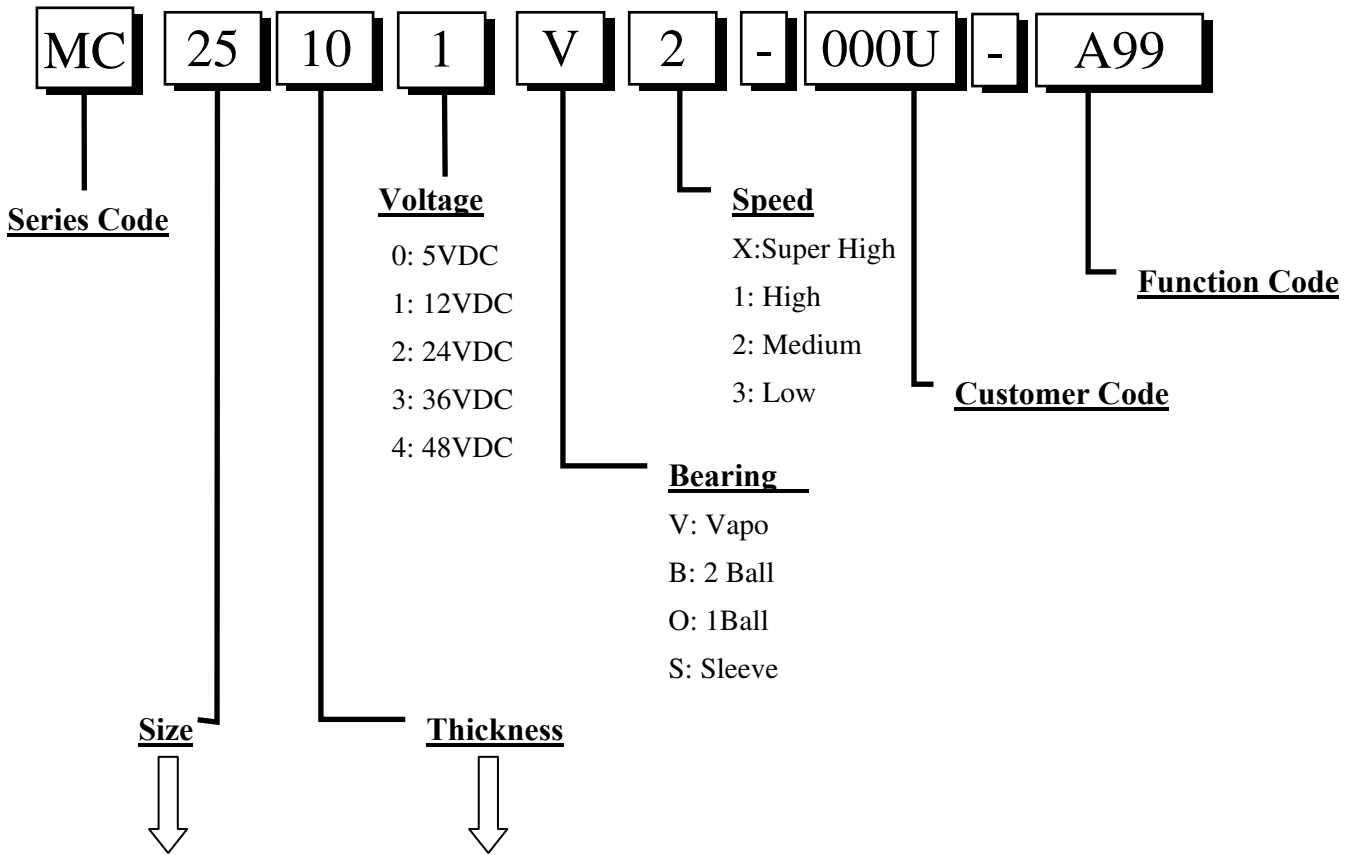 MC 25 10 1 V 2 - 000U - A99
Series Code
Voltage
0: 5VDC
1: 12VDC
2: 24VDC
3: 36VDC
4: 48VDC
Speed
X:Super High
1: High
2: Medium
3: Low
Function Code
Customer Code
Bearing
V: Vapo
B: 2 Ball
O: 1Ball
S: Sleeve
Size
Thickness